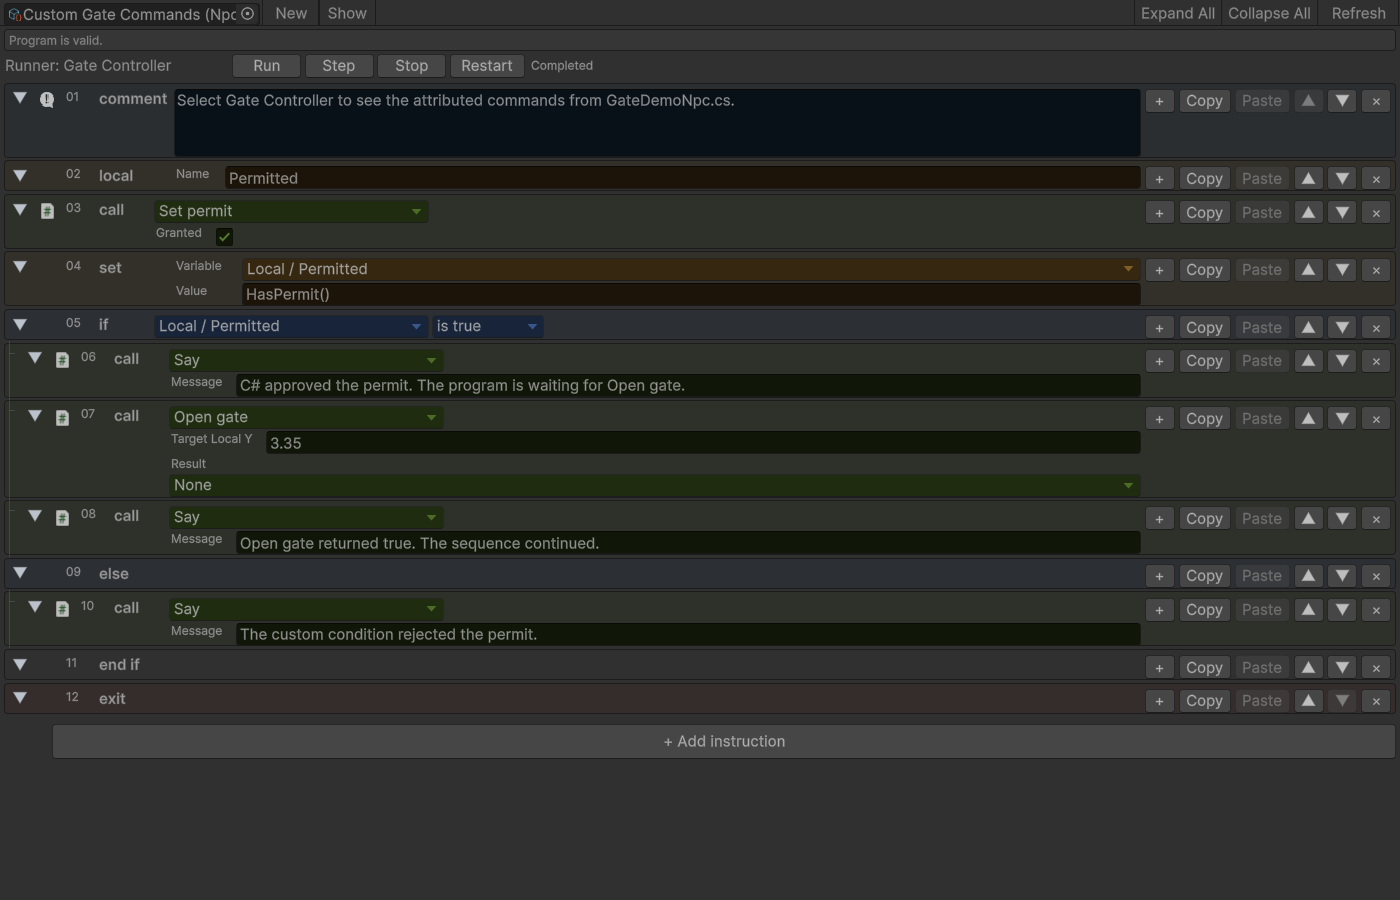 Custom Gate Commands (Npc New Show Expand All Collapse All Refresh
Program is valid.
Runner: Gate Controller Run Step Stop Restart Completed
01 comment Select Gate Controller to see the attributed commands from GateDemoNpc.cs. + Copy Paste ▲ ▼ ×
02 local Name Permitted + Copy Paste ▲ ▼ ×
03 call Set permit + Copy Paste ▲ ▼ ×
Granted
04 set Variable Local / Permitted + Copy Paste ▲ ▼ ×
Value HasPermit()
05 if Local / Permitted is true + Copy Paste ▲ ▼ ×
06 call Say + Copy Paste ▲ ▼ ×
Message C# approved the permit. The program is waiting for Open gate.
07 call Open gate + Copy Paste ▲ ▼ ×
Target Local Y 3.35
Result
None
08 call Say + Copy Paste ▲ ▼ ×
Message Open gate returned true. The sequence continued.
09 else + Copy Paste ▲ ▼ ×
10 call Say + Copy Paste ▲ ▼ ×
Message The custom condition rejected the permit.
11 end if + Copy Paste ▲ ▼ ×
12 exit + Copy Paste ▲ ▼ ×
+ Add instruction